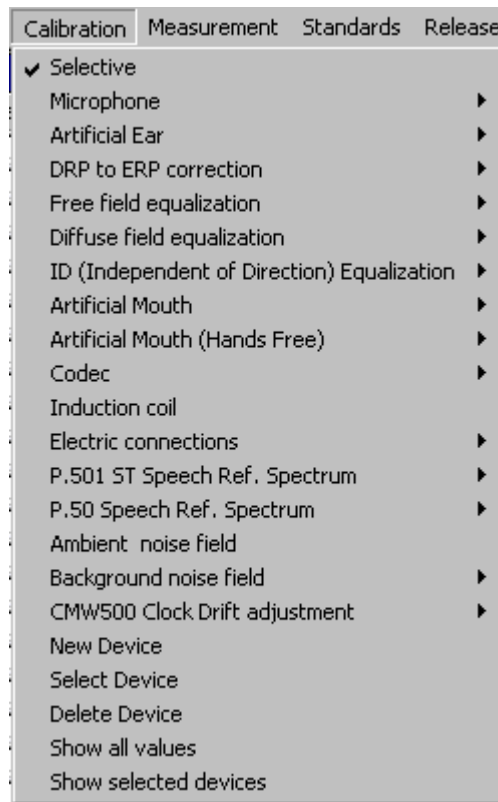 Calibration Measurement Standards Release
Selective
Microphone
Artificial Ear
DRP to ERP correction
Free field equalization
Diffuse field equalization
ID (Independent of Direction) Equalization
Artificial Mouth
Artificial Mouth (Hands Free)
Codec
Induction coil
Electric connections
P.501 ST Speech Ref. Spectrum
P.50 Speech Ref. Spectrum
Ambient  noise field
Background noise field
CMW500 Clock Drift adjustment
New Device
Select Device
Delete Device
Show all values
Show selected devices